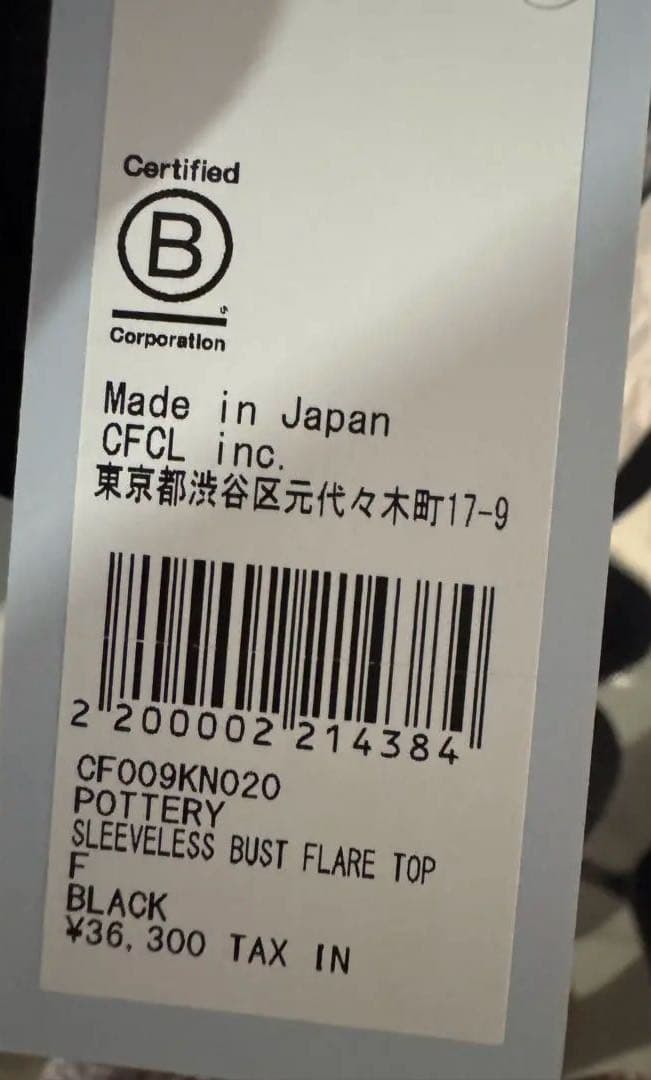 Certified
B
Corporation
Made in Japan
CFCL inc.
東京都渋谷区元代々木町17-9
2 200002 214384
CF009KN020
POTTERY
SLEEVELESS BUST FLARE TOP
F
BLACK
¥36,300 TAX IN